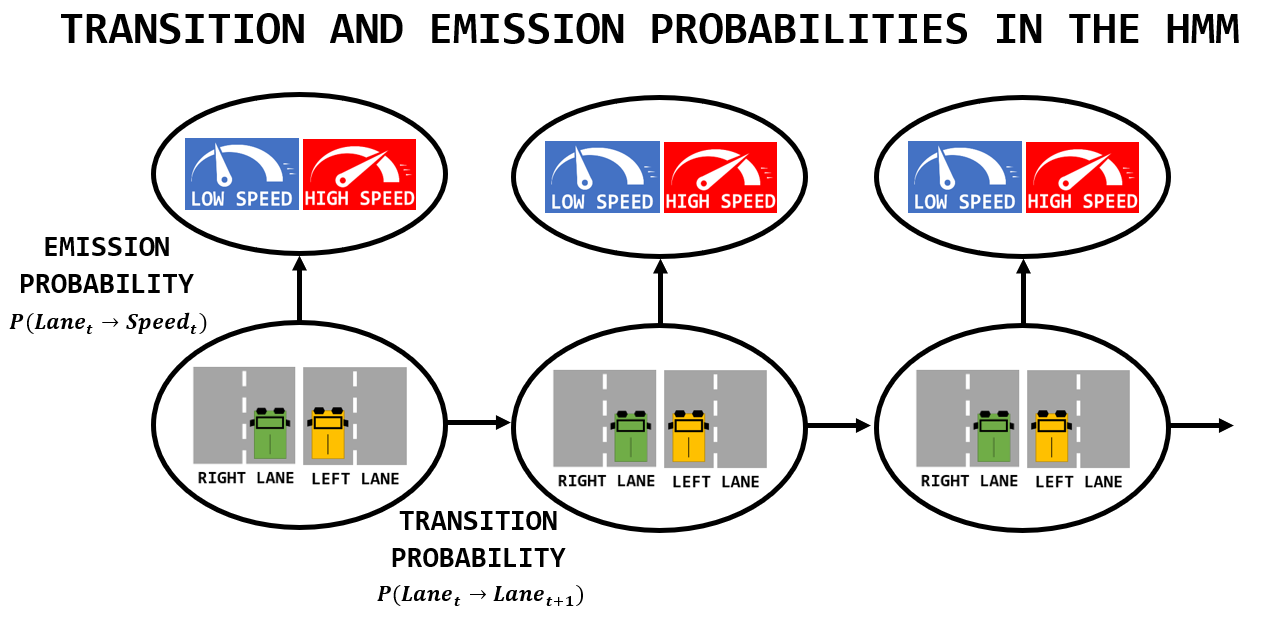 TRANSITION AND EMISSION PROBABILITIES IN THE HMM
LOW SPEED HIGH SPEED
LOW SPEED HIGH SPEED
LOW SPEED HIGH SPEED
EMISSION
PROBABILITY
P(Lane_t → Speed_t)
RIGHT LANE LEFT LANE
RIGHT LANE LEFT LANE
RIGHT LANE LEFT LANE
TRANSITION
PROBABILITY
P(Lane_t → Lane_{t+1})